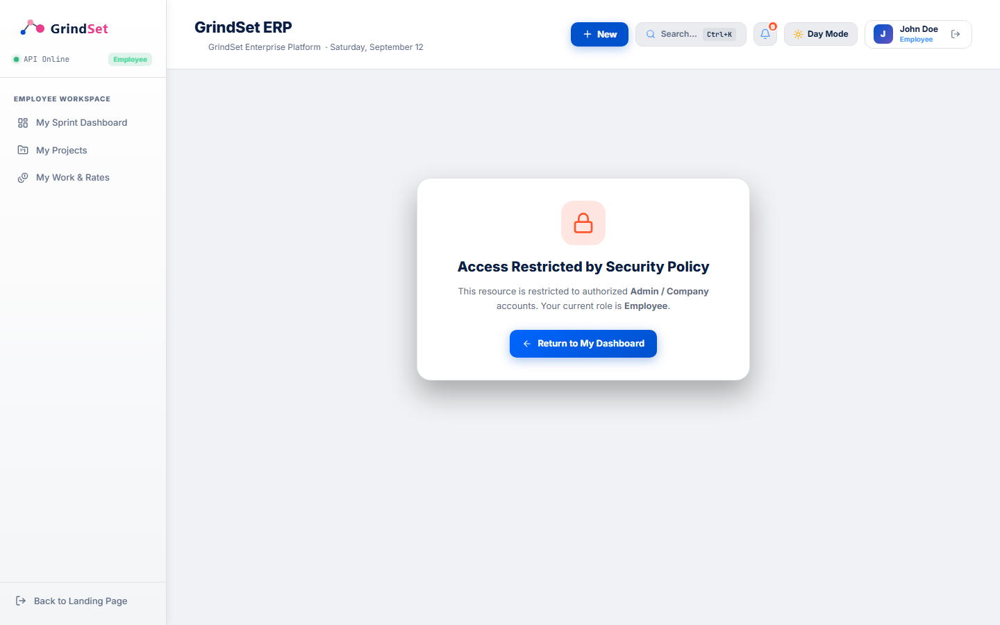 GrindSet
API Online
Employee
EMPLOYEE WORKSPACE
My Sprint Dashboard
My Projects
My Work & Rates
Back to Landing Page
GrindSet ERP
GrindSet Enterprise Platform · Saturday, September 12
New
Search... Ctrl+K
9
Day Mode
J
John Doe
Employee
Access Restricted by Security Policy
This resource is restricted to authorized Admin / Company
accounts. Your current role is Employee.
Return to My Dashboard